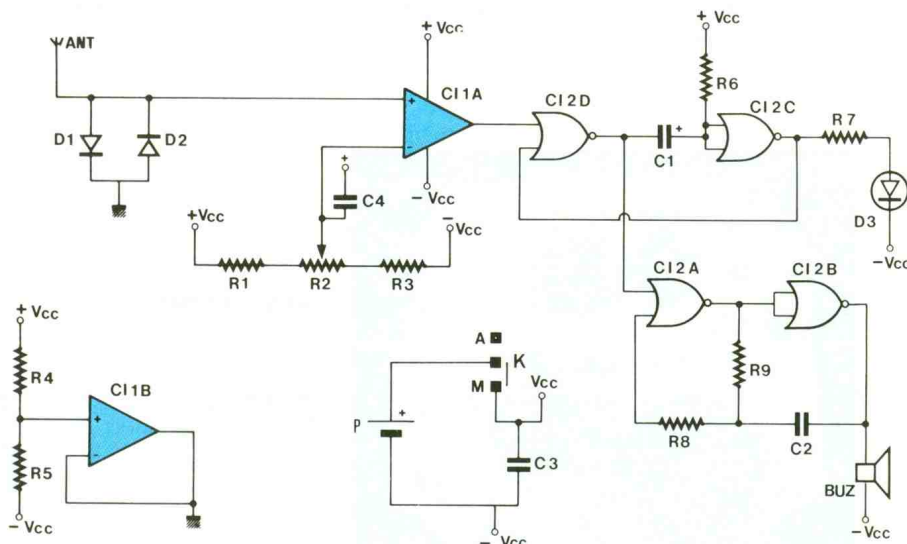 ANT
+ Vcc
CI1A
+
-
D1
D2
- Vcc
+
C4
+Vcc
- Vcc
R1
R2
R3
+ Vcc
R6
CI2D
CI2C
C1
+
R7
D3
-Vcc
CI2A
CI2B
R9
R8
C2
BUZ
- Vcc
+ Vcc
R4
CI1B
+
-
R5
- Vcc
A
K
M
Vcc
P
+
C3
- Vcc